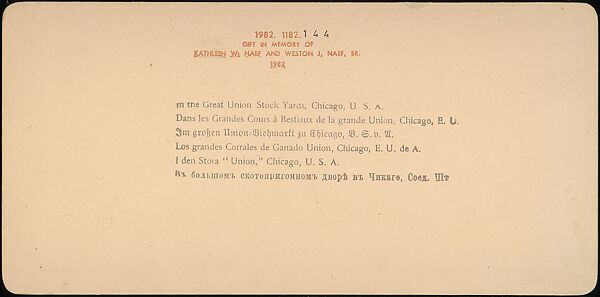 1982. 1182. 1 4 4
GIFT IN MEMORY OF
KATHLEEN W. NAEF AND WESTON J. NAEF, SR.
1982
In the Great Union Stock Yards, Chicago, U. S. A.
Dans les Grandes Cours à Bestiaux de la grande Union, Chicago, E. U.
Im großen Union-Viehmarkt zu Chicago, V. S. v. A.
Los grandes Corrales de Ganado Union, Chicago, E. U. de A.
I den Stora "Union," Chicago, U. S. A.
Въ большомъ скотопригонномъ дворѣ въ Чикаго, Соед. Шт